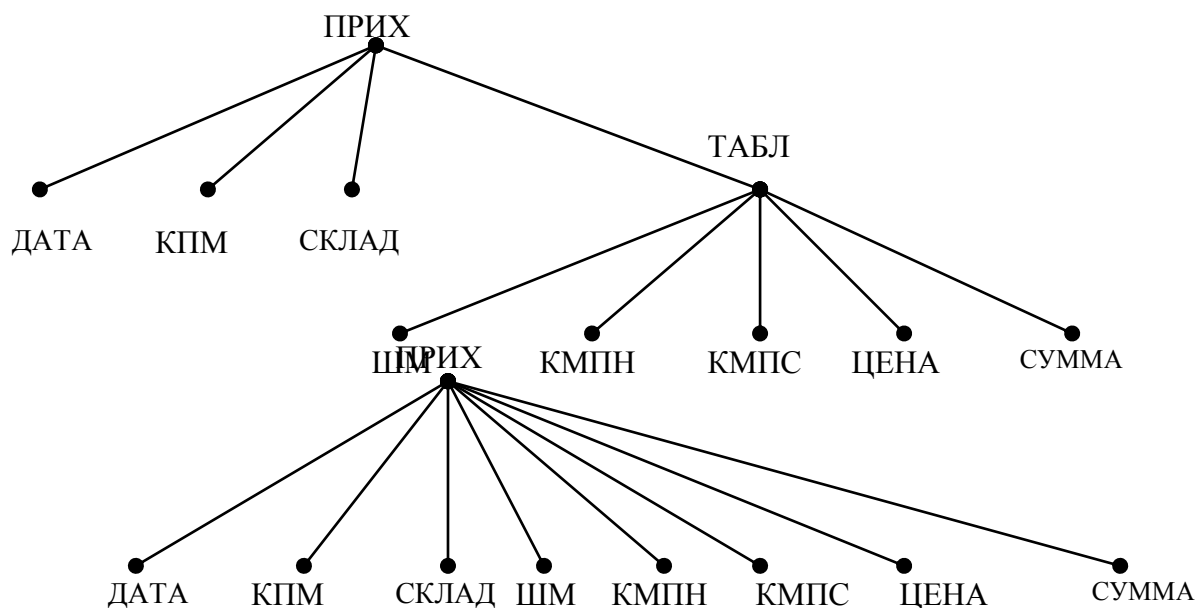 ПРИХ
ТАБЛ
ДАТА КПМ СКЛАД
ШМ КМПН КМПС ЦЕНА СУММА
ПРИХ
ДАТА КПМ СКЛАД ШМ КМПН КМПС ЦЕНА СУММА